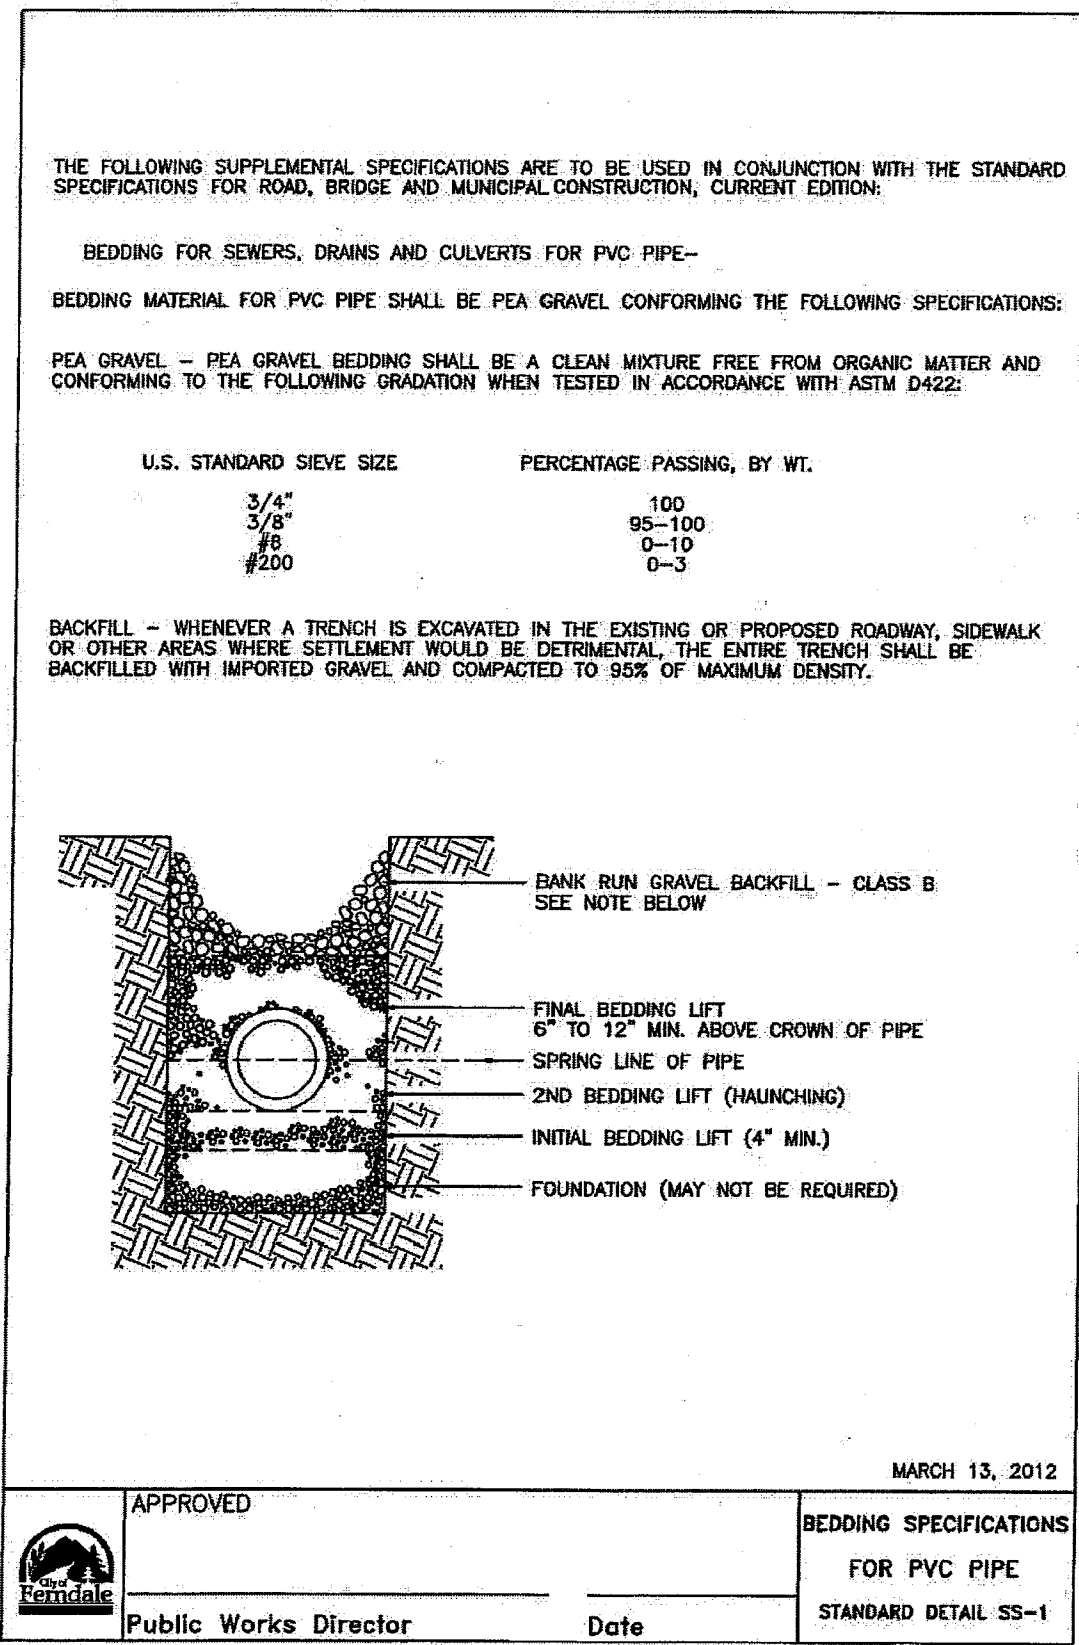 THE FOLLOWING SUPPLEMENTAL SPECIFICATIONS ARE TO BE USED IN CONJUNCTION WITH THE STANDARD
SPECIFICATIONS FOR ROAD, BRIDGE AND MUNICIPAL CONSTRUCTION, CURRENT EDITION:
BEDDING FOR SEWERS, DRAINS AND CULVERTS FOR PVC PIPE–
BEDDING MATERIAL FOR PVC PIPE SHALL BE PEA GRAVEL CONFORMING THE FOLLOWING SPECIFICATIONS:
PEA GRAVEL – PEA GRAVEL BEDDING SHALL BE A CLEAN MIXTURE FREE FROM ORGANIC MATTER AND
CONFORMING TO THE FOLLOWING GRADATION WHEN TESTED IN ACCORDANCE WITH ASTM D422:
U.S. STANDARD SIEVE SIZE PERCENTAGE PASSING, BY WT.
3/4" 100
3/8" 95–100
#8 0–10
#200 0–3
BACKFILL – WHENEVER A TRENCH IS EXCAVATED IN THE EXISTING OR PROPOSED ROADWAY, SIDEWALK
OR OTHER AREAS WHERE SETTLEMENT WOULD BE DETRIMENTAL, THE ENTIRE TRENCH SHALL BE
BACKFILLED WITH IMPORTED GRAVEL AND COMPACTED TO 95% OF MAXIMUM DENSITY.
BANK RUN GRAVEL BACKFILL – CLASS B
SEE NOTE BELOW
FINAL BEDDING LIFT
6" TO 12" MIN. ABOVE CROWN OF PIPE
SPRING LINE OF PIPE
2ND BEDDING LIFT (HAUNCHING)
INITIAL BEDDING LIFT (4" MIN.)
FOUNDATION (MAY NOT BE REQUIRED)
MARCH 13, 2012
City of
Ferndale
APPROVED
Public Works Director
Date
BEDDING SPECIFICATIONS
FOR PVC PIPE
STANDARD DETAIL SS-1